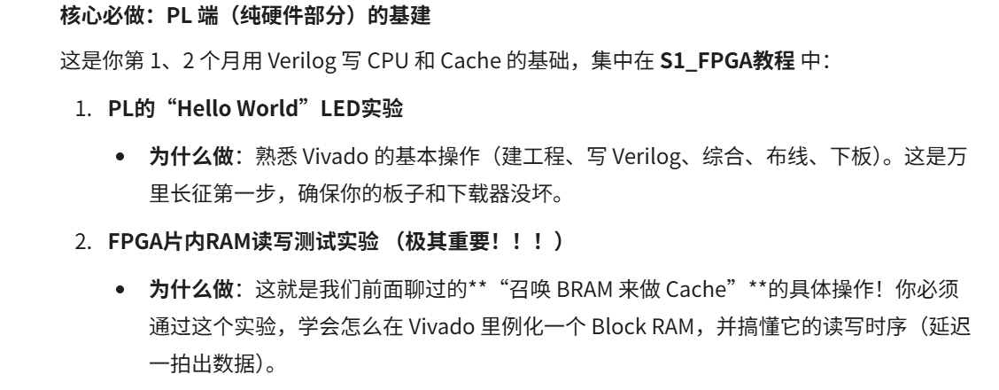 核心必做：PL 端（纯硬件部分）的基建
这是你第 1、2 个月用 Verilog 写 CPU 和 Cache 的基础，集中在 S1_FPGA教程 中：
1. PL的“Hello World”LED实验
• 为什么做：熟悉 Vivado 的基本操作（建工程、写 Verilog、综合、布线、下板）。这是万
里长征第一步，确保你的板子和下载器没坏。
2. FPGA片内RAM读写测试实验 （极其重要！！！）
• 为什么做：这就是我们前面聊过的**“召唤 BRAM 来做 Cache”**的具体操作！你必须
通过这个实验，学会怎么在 Vivado 里例化一个 Block RAM，并搞懂它的读写时序（延迟
一拍出数据）。